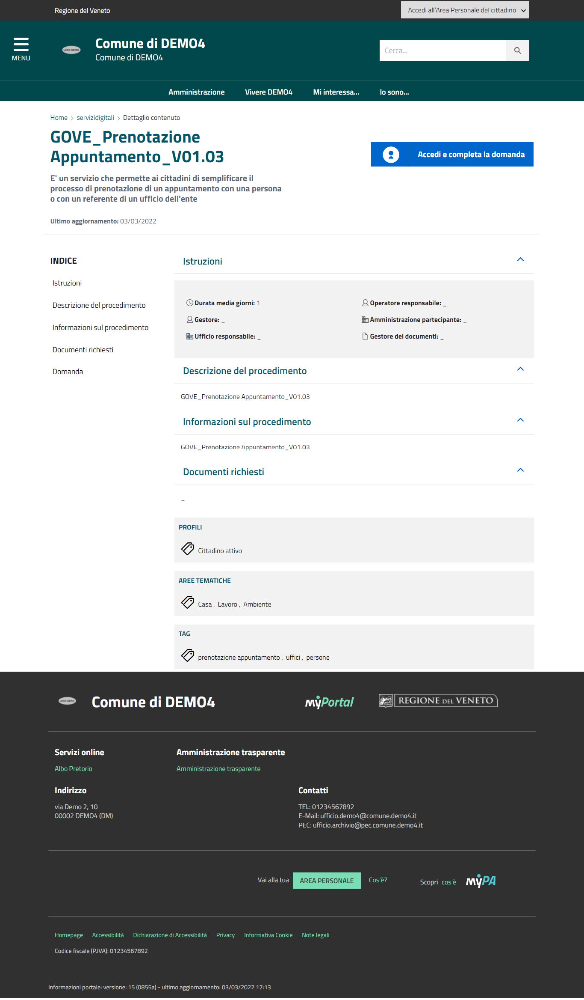 Regione del Veneto
Accedi all'Area Personale del cittadino
MENU
LOGO DEMO
Comune di DEMO4
Comune di DEMO4
Cerca...
Amministrazione
Vivere DEMO4
Mi interessa...
Io sono...
Home > servizidigitali > Dettaglio contenuto
GOVE_Prenotazione
Appuntamento_V01.03
Accedi e completa la domanda
E' un servizio che permette ai cittadini di semplificare il
processo di prenotazione di un appuntamento con una persona
o con un referente di un ufficio dell'ente
Ultimo aggiornamento: 03/03/2022
INDICE
Istruzioni
Descrizione del procedimento
Informazioni sul procedimento
Documenti richiesti
Domanda
Istruzioni
Durata media giorni: 1
Operatore responsabile: _
Gestore: _
Amministrazione partecipante: _
Ufficio responsabile: _
Gestore dei documenti: _
Descrizione del procedimento
GOVE_Prenotazione Appuntamento_V01.03
Informazioni sul procedimento
GOVE_Prenotazione Appuntamento_V01.03
Documenti richiesti
_
PROFILI
Cittadino attivo
AREE TEMATICHE
Casa , Lavoro , Ambiente
TAG
prenotazione appuntamento , uffici , persone
LOGO DEMO
Comune di DEMO4
myPortal
REGIONE DEL VENETO
Servizi online
Amministrazione trasparente
Albo Pretorio
Amministrazione trasparente
Indirizzo
via Demo 2, 10
00002 DEMO4 (DM)
Contatti
TEL: 01234567892
E-Mail: ufficio.demo4@comune.demo4.it
PEC: ufficio.archivio@pec.comune.demo4.it
Vai alla tua AREA PERSONALE Cos'è?
Scopri cos'è myPA
Homepage Accessibilità Dichiarazione di Accessibilità Privacy Informativa Cookie Note legali
Codice fiscale (P.IVA): 01234567892
Informazioni portale: versione: 15 (0855a) - ultimo aggiornamento: 03/03/2022 17:13